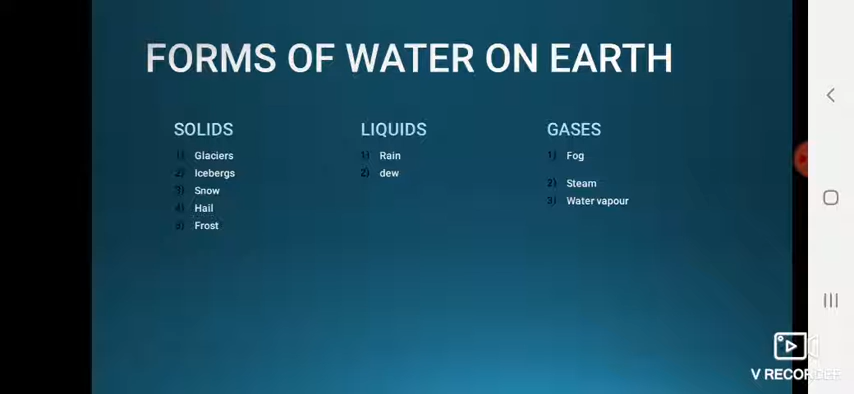 FORMS OF WATER ON EARTH
SOLIDS
1) Glaciers
2) Icebergs
3) Snow
4) Hail
5) Frost
LIQUIDS
1) Rain
2) dew
GASES
1) Fog
2) Steam
3) Water vapour
V RECORDER